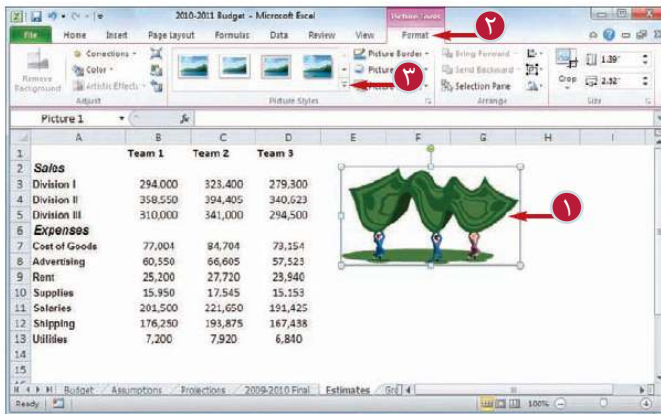 2010-2011 Budget - Microsoft Excel
Picture Tools
File Home Insert Page Layout Formulas Data Review View Format
Remove Background
Corrections
Color
Artistic Effects
Adjust
Picture Styles
Picture Border
Picture
Bring Forward
Send Backward
Selection Pane
Arrange
Crop
1.39"
2.92"
Size
٢
٣
Picture 1 fx
A B C D E F G H I
1 Team 1 Team 2 Team 3
2 Sales
3 Division I 294,000 323,400 279,300
4 Division II 358,550 394,405 340,623
5 Division III 310,000 341,000 294,500
6 Expenses
7 Cost of Goods 77,004 84,704 73,154
8 Advertising 60,550 66,605 57,523
9 Rent 25,200 27,720 23,940
10 Supplies 15,950 17,545 15,153
11 Salaries 201,500 221,650 191,425
12 Shipping 176,250 193,875 167,438
13 Utilities 7,200 7,920 6,840
14
15
١
Budget Assumptions Projections 2009-2010 Final Estimates
Ready 100%